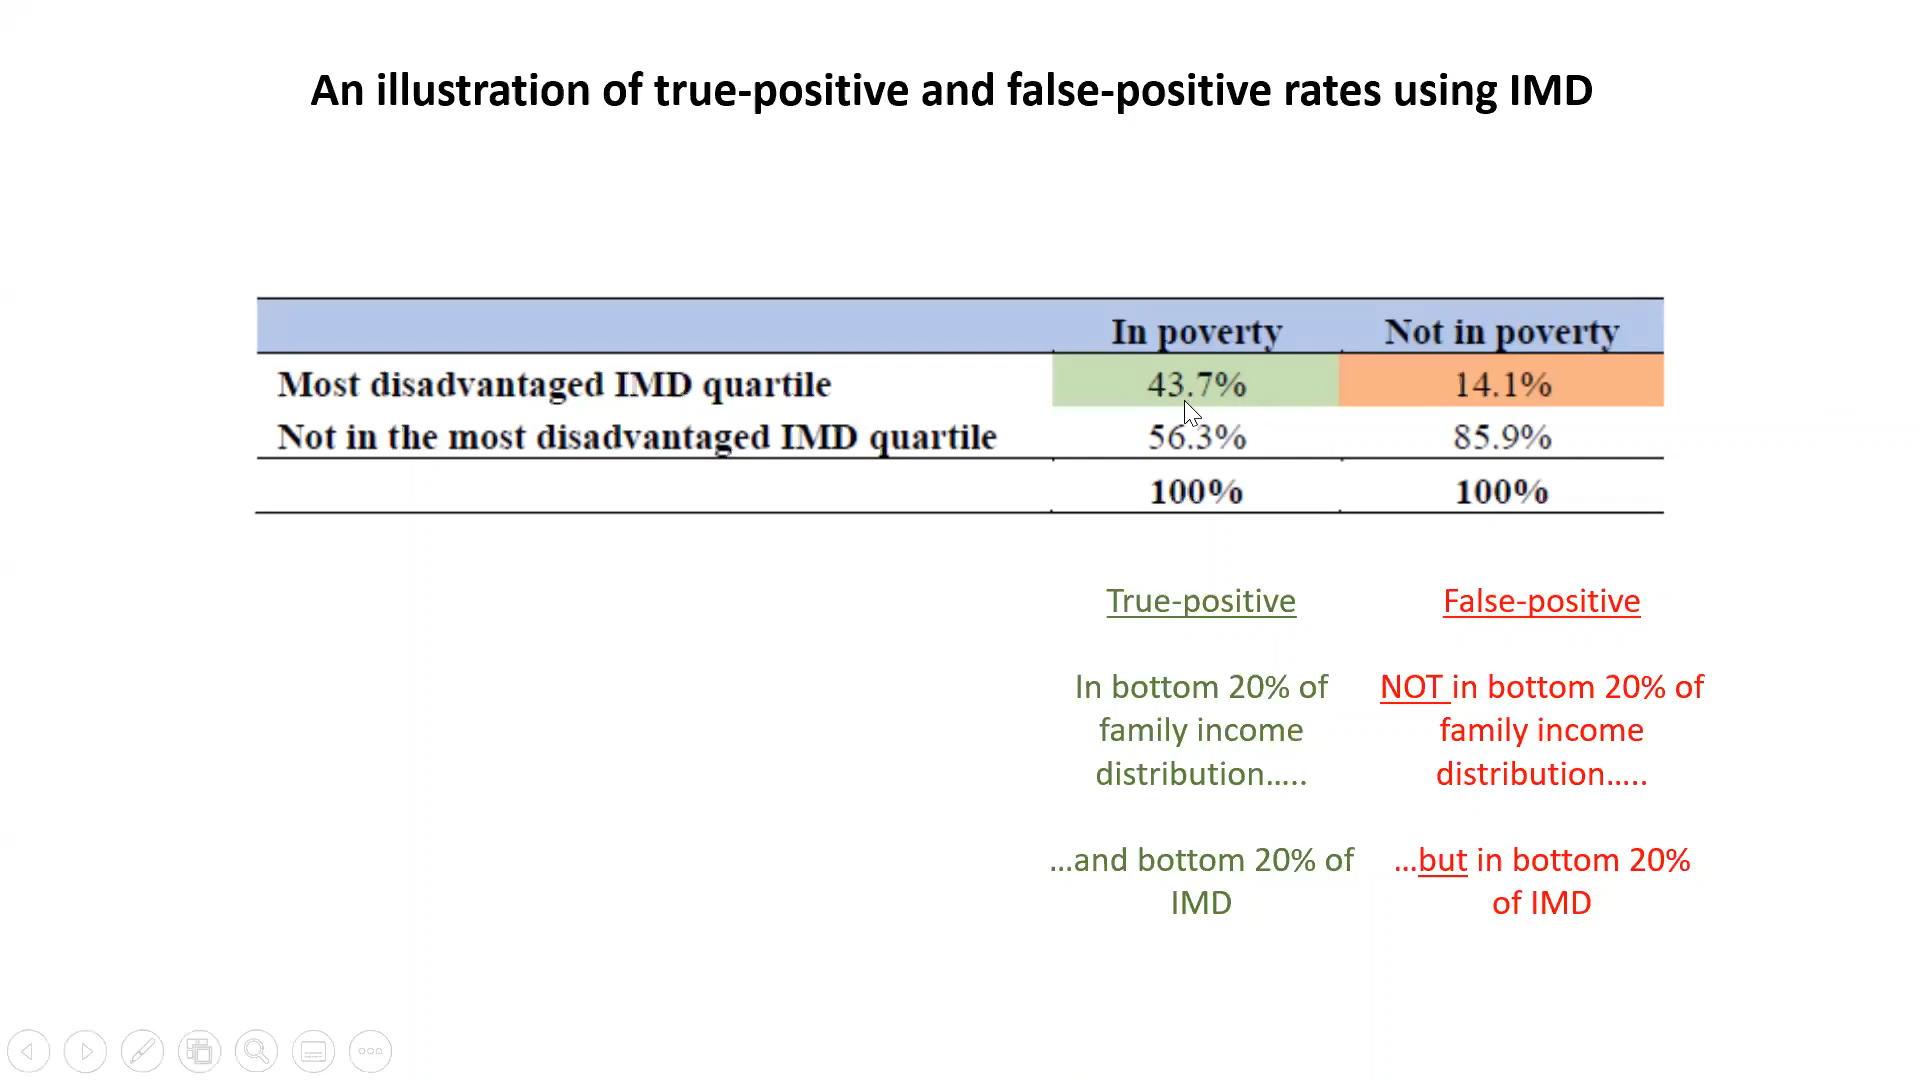 An illustration of true-positive and false-positive rates using IMD
In poverty Not in poverty
Most disadvantaged IMD quartile 43.7% 14.1%
Not in the most disadvantaged IMD quartile 56.3% 85.9%
100% 100%
True-positive
In bottom 20% of
family income
distribution…..
…and bottom 20% of
IMD
False-positive
NOT in bottom 20% of
family income
distribution…..
…but in bottom 20%
of IMD